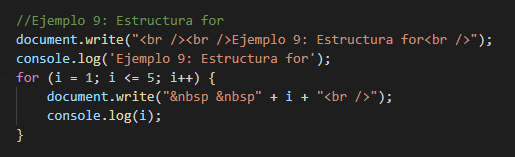 //Ejemplo 9: Estructura for
document.write("<br /><br />Ejemplo 9: Estructura for<br />");
console.log('Ejemplo 9: Estructura for');
for (i = 1; i <= 5; i++) {
    document.write("&nbsp &nbsp" + i + "<br />");
    console.log(i);
}